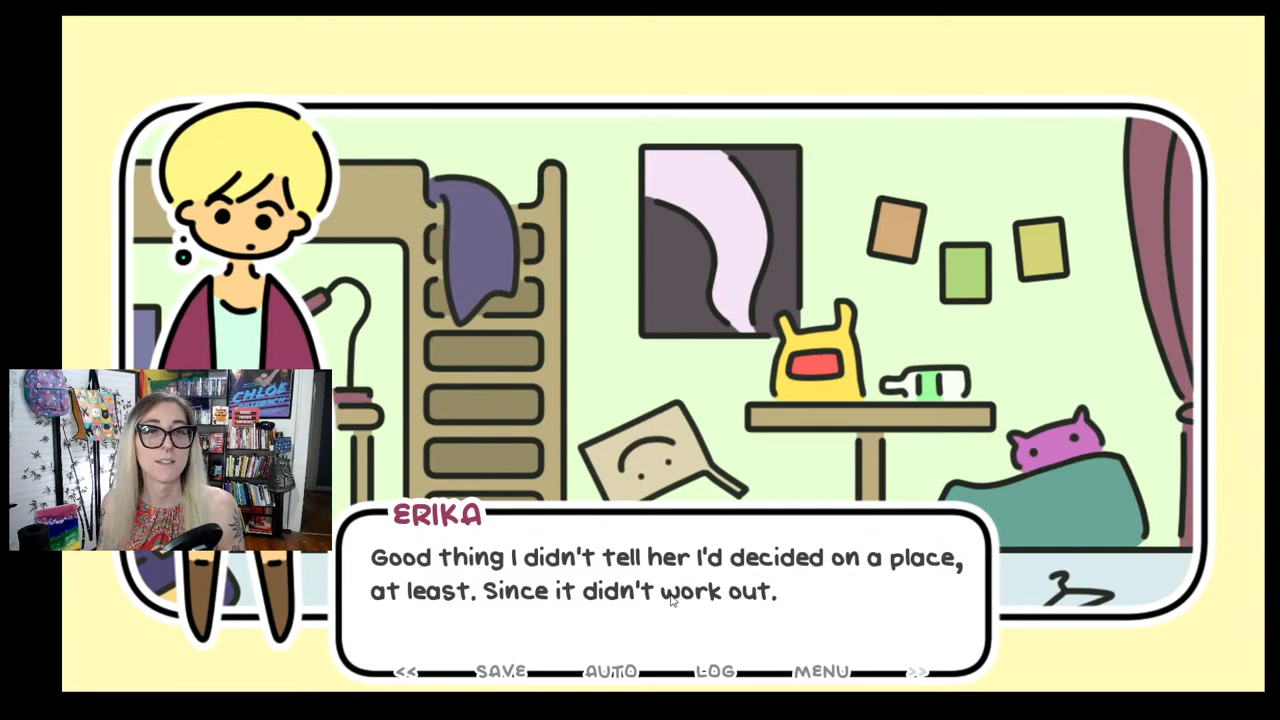 CHLOE
ERIKA
Good thing I didn't tell her I'd decided on a place,
at least. Since it didn't work out.
<< SAVE AUTO LOG MENU >>